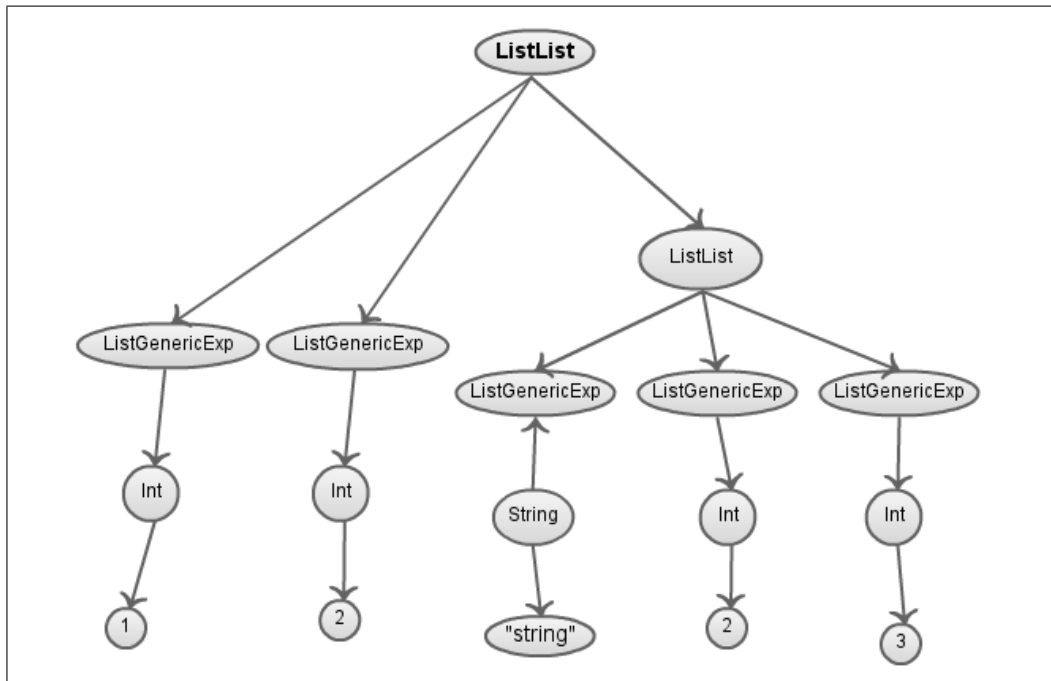 ListList
ListList
ListGenericExp
ListGenericExp
ListGenericExp
ListGenericExp
ListGenericExp
Int
Int
String
Int
Int
1
2
"string"
2
3